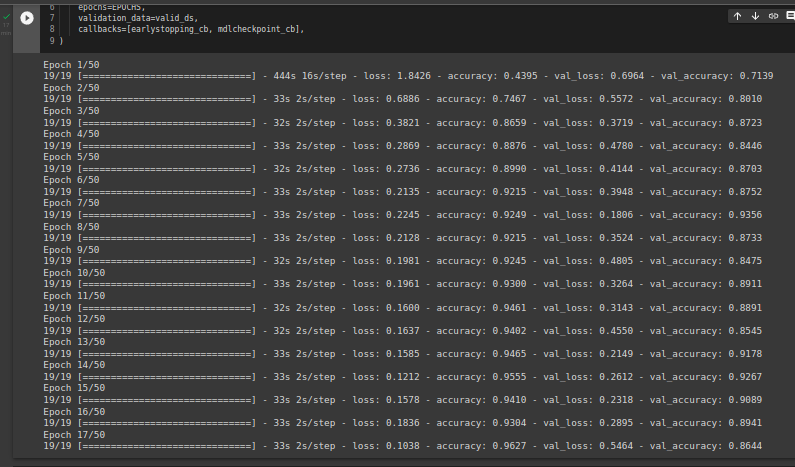 6 epochs=EPOCHS,
7 validation_data=valid_ds,
8 callbacks=[earlystopping_cb, mdlcheckpoint_cb],
9 )
Epoch 1/50
19/19 [==============================] - 444s 16s/step - loss: 1.8426 - accuracy: 0.4395 - val_loss: 0.6964 - val_accuracy: 0.7139
Epoch 2/50
19/19 [==============================] - 33s 2s/step - loss: 0.6886 - accuracy: 0.7467 - val_loss: 0.5572 - val_accuracy: 0.8010
Epoch 3/50
19/19 [==============================] - 32s 2s/step - loss: 0.3821 - accuracy: 0.8659 - val_loss: 0.3719 - val_accuracy: 0.8723
Epoch 4/50
19/19 [==============================] - 33s 2s/step - loss: 0.2869 - accuracy: 0.8876 - val_loss: 0.4780 - val_accuracy: 0.8446
Epoch 5/50
19/19 [==============================] - 32s 2s/step - loss: 0.2736 - accuracy: 0.8990 - val_loss: 0.4144 - val_accuracy: 0.8703
Epoch 6/50
19/19 [==============================] - 33s 2s/step - loss: 0.2135 - accuracy: 0.9215 - val_loss: 0.3948 - val_accuracy: 0.8752
Epoch 7/50
19/19 [==============================] - 33s 2s/step - loss: 0.2245 - accuracy: 0.9249 - val_loss: 0.1806 - val_accuracy: 0.9356
Epoch 8/50
19/19 [==============================] - 33s 2s/step - loss: 0.2128 - accuracy: 0.9215 - val_loss: 0.3524 - val_accuracy: 0.8733
Epoch 9/50
19/19 [==============================] - 32s 2s/step - loss: 0.1981 - accuracy: 0.9245 - val_loss: 0.4805 - val_accuracy: 0.8475
Epoch 10/50
19/19 [==============================] - 33s 2s/step - loss: 0.1961 - accuracy: 0.9300 - val_loss: 0.3264 - val_accuracy: 0.8911
Epoch 11/50
19/19 [==============================] - 32s 2s/step - loss: 0.1600 - accuracy: 0.9461 - val_loss: 0.3143 - val_accuracy: 0.8891
Epoch 12/50
19/19 [==============================] - 32s 2s/step - loss: 0.1637 - accuracy: 0.9402 - val_loss: 0.4550 - val_accuracy: 0.8545
Epoch 13/50
19/19 [==============================] - 33s 2s/step - loss: 0.1585 - accuracy: 0.9465 - val_loss: 0.2149 - val_accuracy: 0.9178
Epoch 14/50
19/19 [==============================] - 33s 2s/step - loss: 0.1212 - accuracy: 0.9555 - val_loss: 0.2612 - val_accuracy: 0.9267
Epoch 15/50
19/19 [==============================] - 33s 2s/step - loss: 0.1578 - accuracy: 0.9410 - val_loss: 0.2318 - val_accuracy: 0.9089
Epoch 16/50
19/19 [==============================] - 33s 2s/step - loss: 0.1836 - accuracy: 0.9304 - val_loss: 0.2895 - val_accuracy: 0.8941
Epoch 17/50
19/19 [==============================] - 33s 2s/step - loss: 0.1038 - accuracy: 0.9627 - val_loss: 0.5464 - val_accuracy: 0.8644